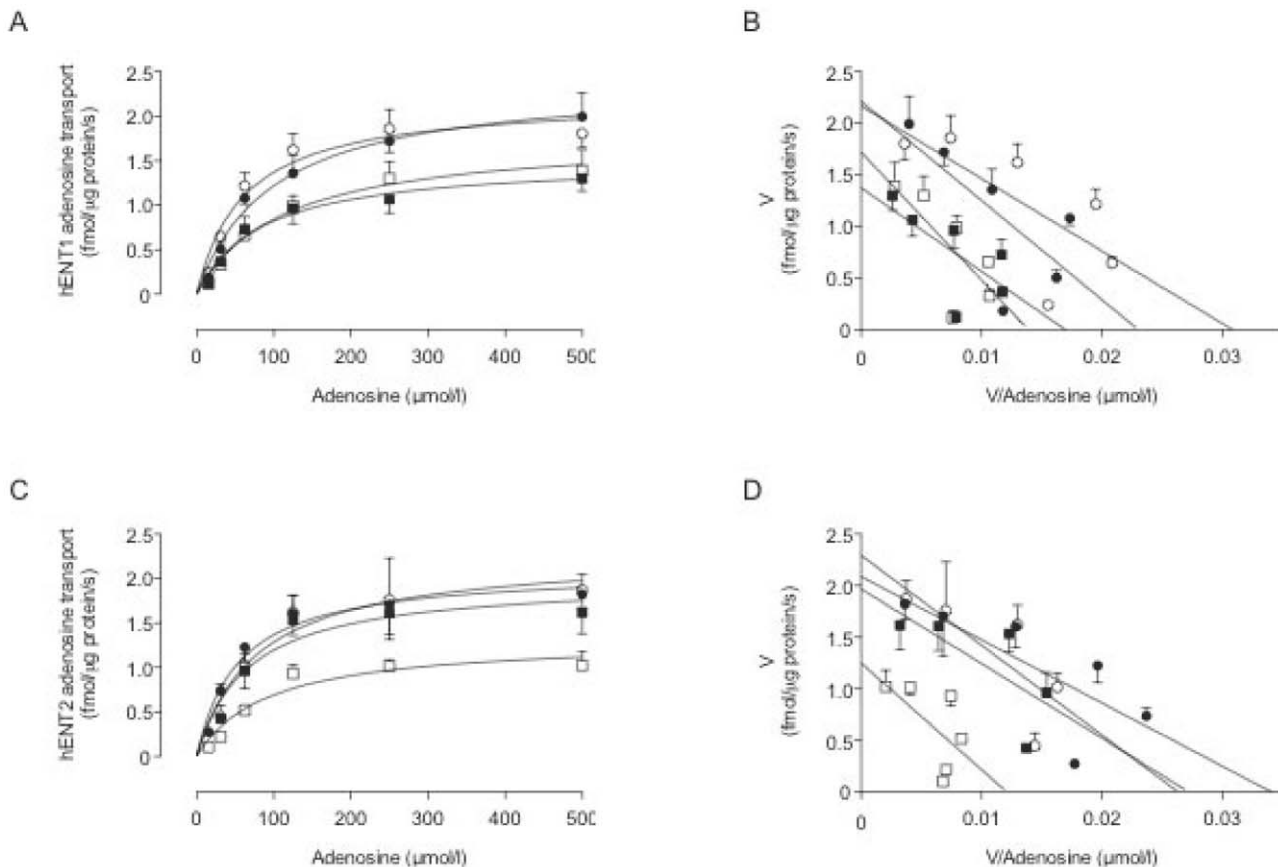 A
hENT1 adenosine transport
(fmol/µg protein/s)
2.5
2.0
1.5
1.0
0.5
0
0 100 200 300 400 500
Adenosine (µmol/l)
B
V
(fmol/µg protein/s)
2.5
2.0
1.5
1.0
0.5
0
0 0.01 0.02 0.03
V/Adenosine (µmol/l)
C
hENT2 adenosine transport
(fmol/µg protein/s)
2.5
2.0
1.5
1.0
0.5
0
0 100 200 300 400 500
Adenosine (µmol/l)
D
V
(fmol/µg protein/s)
2.5
2.0
1.5
1.0
0.5
0
0 0.01 0.02 0.03
V/Adenosine (µmol/l)